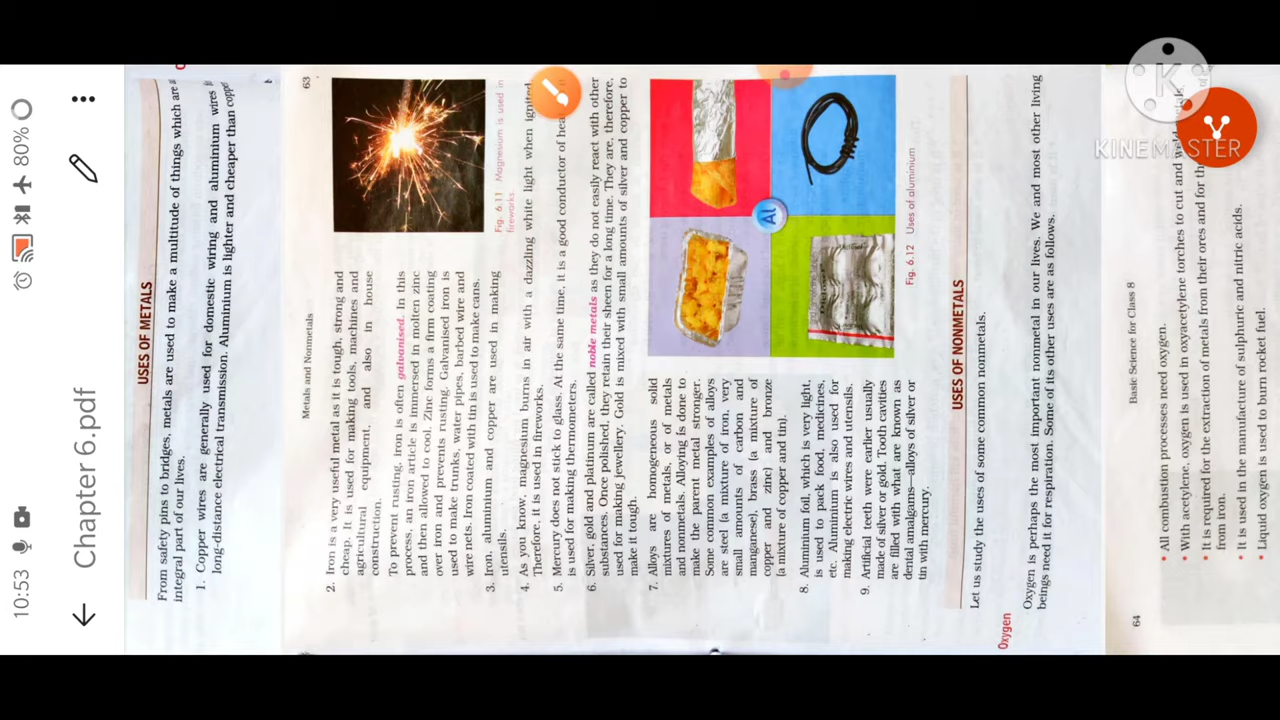 10:53
80%
Chapter 6.pdf
USES OF METALS
From safety pins to bridges, metals are used to make a multitude of things which are
integral part of our lives.
1. Copper wires are generally used for domestic wiring and aluminium wires
long-distance electrical transmission. Aluminium is lighter and cheaper than copper
Metals and Nonmetals
63
2. Iron is a very useful metal as it is tough, strong and
cheap. It is used for making tools, machines and
agricultural equipment, and also in house
construction.
To prevent rusting, iron is often galvanised. In this
process, an iron article is immersed in molten zinc
and then allowed to cool. Zinc forms a firm coating
over iron and prevents rusting. Galvanised iron is
used to make trunks, water pipes, barbed wire and
wire nets. Iron coated with tin is used to make cans.
Fig. 6.11 Magnesium is used in
fireworks
3. Iron, aluminium and copper are used in making
utensils.
4. As you know, magnesium burns in air with a dazzling white light when ignited.
Therefore, it is used in fireworks.
5. Mercury does not stick to glass. At the same time, it is a good conductor of
is used for making thermometers.
6. Silver, gold and platinum are called noble metals as they do not easily react with other
substances. Once polished, they retain their sheen for a long time. They are, therefore,
used for making jewellery. Gold is mixed with small amounts of silver and copper to
make it tough.
7. Alloys are homogeneous solid
mixtures of metals, or of metals
and nonmetals. Alloying is done to
make the parent metal stronger.
Some common examples of alloys
are steel (a mixture of iron, very
small amounts of carbon and
manganese), brass (a mixture of
copper and zinc) and bronze
(a mixture of copper and tin).
8. Aluminium foil, which is very light,
is used to pack food, medicines,
etc. Aluminium is also used for
making electric wires and utensils.
9. Artificial teeth were earlier usually
made of silver or gold. Tooth cavities
are filled with what are known as
dental amalgams—alloys of silver or
tin with mercury.
Al
Fig. 6.12 Uses of aluminium
USES OF NONMETALS
Let us study the uses of some common nonmetals.
Oxygen
Oxygen is perhaps the most important nonmetal in our lives. We and most other living
beings need it for respiration. Some of its other uses are as follows.
64
Basic Science for Class 8
• All combustion processes need oxygen.
• With acetylene, oxygen is used in oxyacetylene torches to cut and weld metals.
• It is required for the extraction of metals from their ores and for the of
from iron.
• It is used in the manufacture of sulphuric and nitric acids.
• Liquid oxygen is used to burn rocket fuel.
K
KINEMASTER